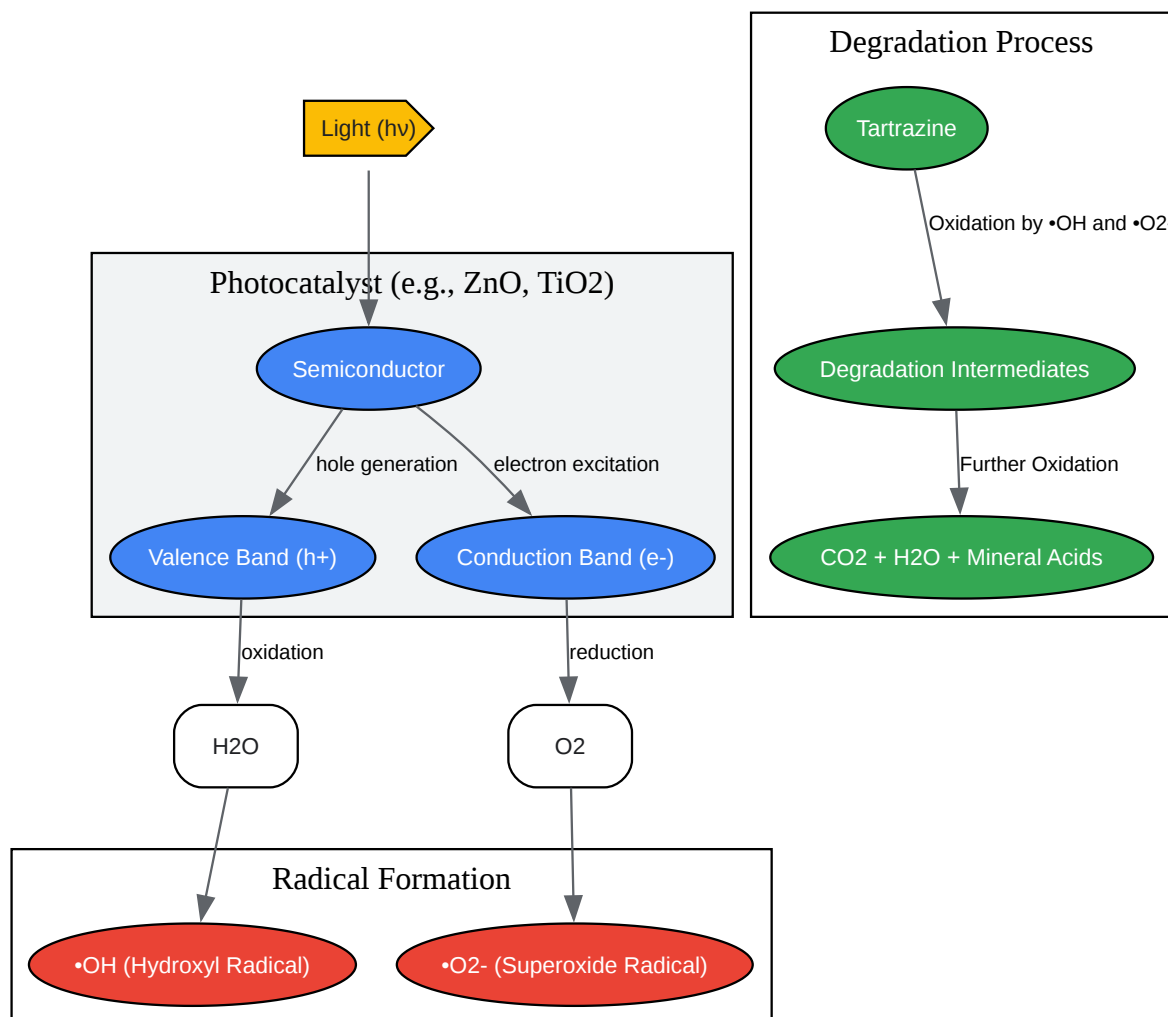 Degradation Process
Tartrazine
Light (hν)
Oxidation by •OH and •O2-
Photocatalyst (e.g., ZnO, TiO2)
Semiconductor
Degradation Intermediates
hole generation
electron excitation
Further Oxidation
Valence Band (h+)
Conduction Band (e-)
CO2 + H2O + Mineral Acids
oxidation
reduction
H2O
O2
Radical Formation
•OH (Hydroxyl Radical)
•O2- (Superoxide Radical)